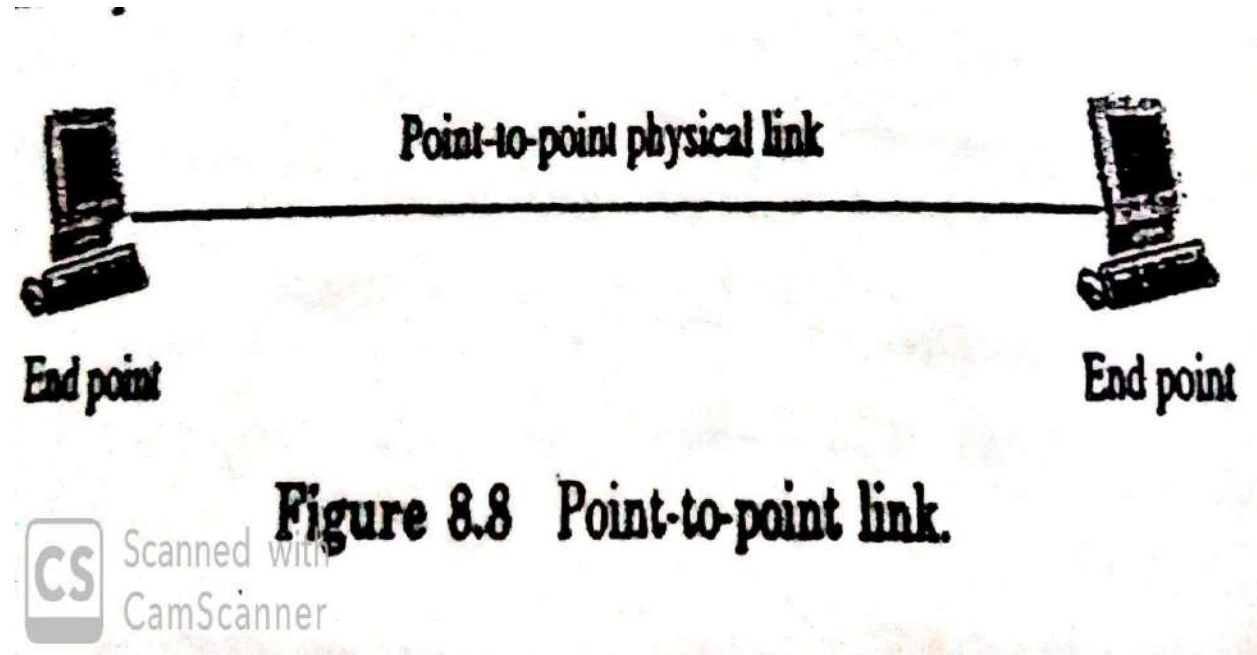 Point-to-point physical link
End point
End point
Figure 8.8 Point-to-point link.
CS
Scanned with
CamScanner